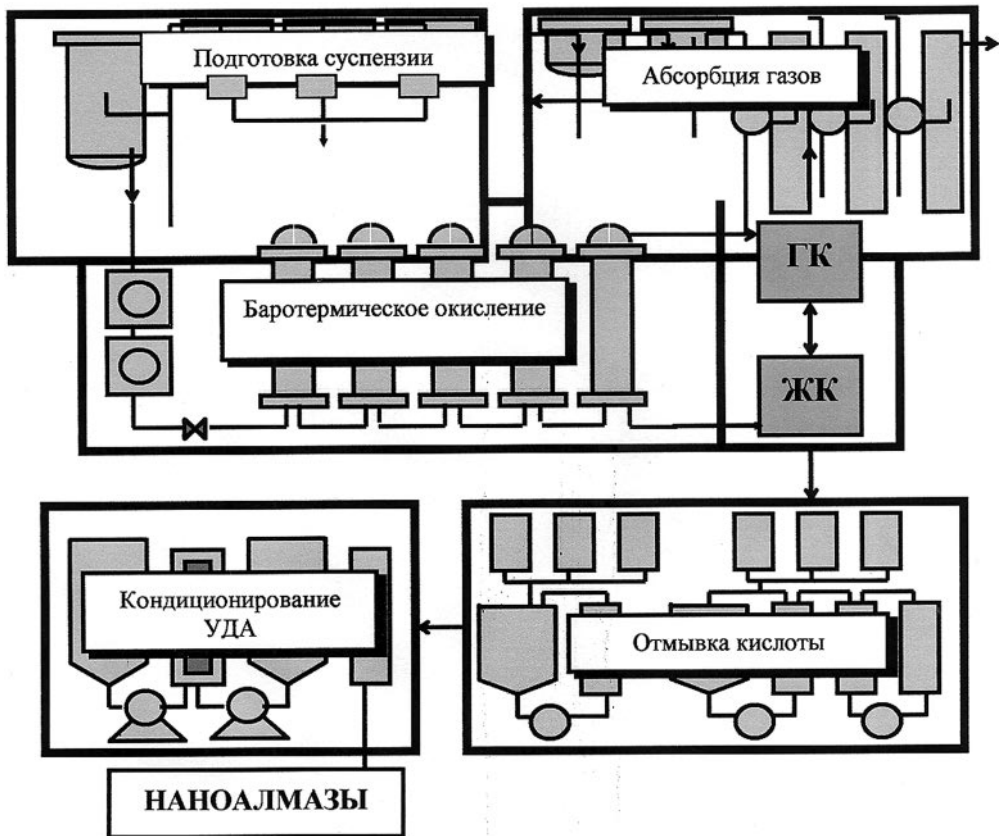 Подготовка суспензии
Абсорбция газов
ГК
Баротермическое окисление
ЖК
Кондиционирование
УДА
Отмывка кислоты
НАНОАЛМАЗЫ